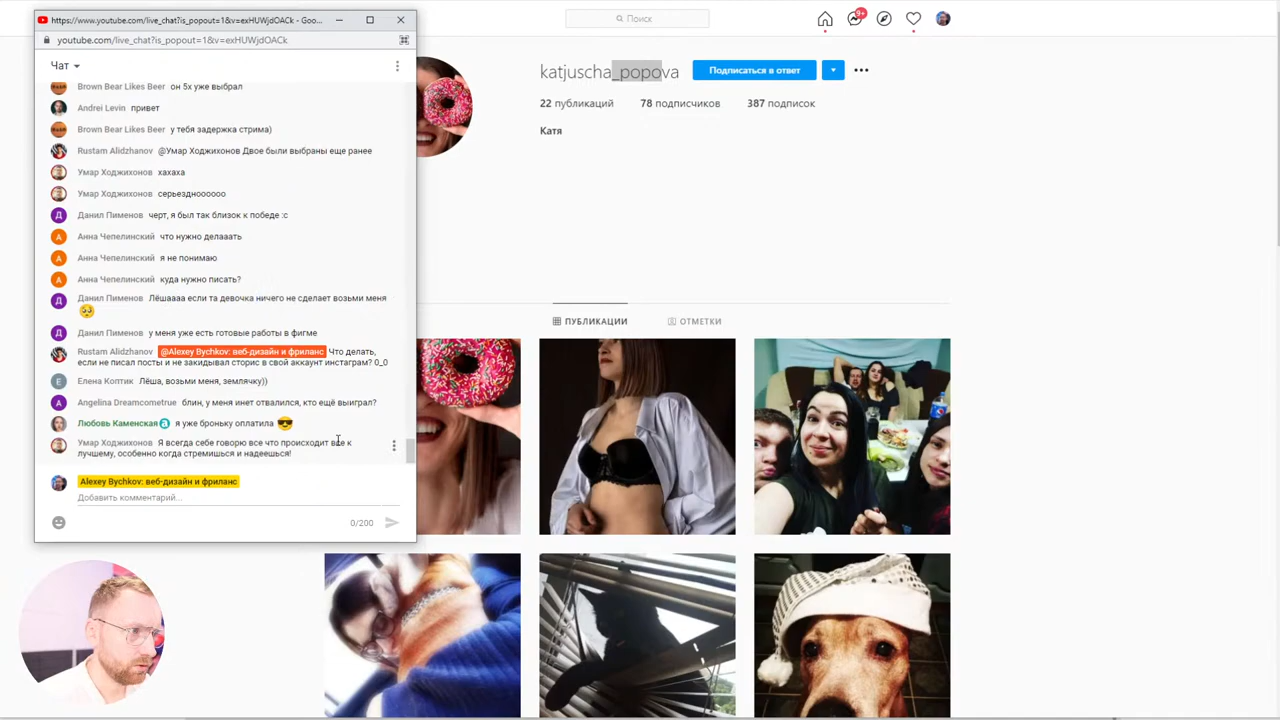 https://www.youtube.com/live_chat?is_popout=1&v=exHUWjdOACk - Goo...
youtube.com/live_chat?is_popout=1&v=exHUWjdOACk
Чат
Brown Bear Likes Beer он 5х уже выбрал
Andrei Levin привет
Brown Bear Likes Beer у тебя задержка стрима)
Rustam Alidzhanov @Умар Ходжихонов Двое были выбраны еще ранее
Умар Ходжихонов хахаха
Умар Ходжихонов серьезднооооо
Данил Пименов черт, я был так близок к победе :с
Анна Чепелинский что нужно делааать
Анна Чепелинский я не понимаю
Анна Чепелинский куда нужно писать?
Данил Пименов Лёшаааа если та девочка ничего не сделает возьми меня
Данил Пименов у меня уже есть готовые работы в фигме
Rustam Alidzhanov @Alexey Bychkov: веб-дизайн и фриланс Что делать,
если не писал посты и не закидывал сторис в свой аккаунт инстаграм? 0_0
Елена Коптик Лёша, возьми меня, землячку))
Angelina Dreamcometrue блин, у меня инет отвалился, кто ещё выиграл?
Любовь Каменская я уже броньку оплатила
Умар Ходжихонов Я всегда себе говорю все что происходит все к
лучшему, особенно когда стремишься и надеешься!
Alexey Bychkov: веб-дизайн и фриланс
Добавить комментарий...
0/200
Поиск
9+
katjuscha_popova
Подписаться в ответ
22 публикаций 78 подписчиков 387 подписок
Катя
ПУБЛИКАЦИИ ОТМЕТКИ